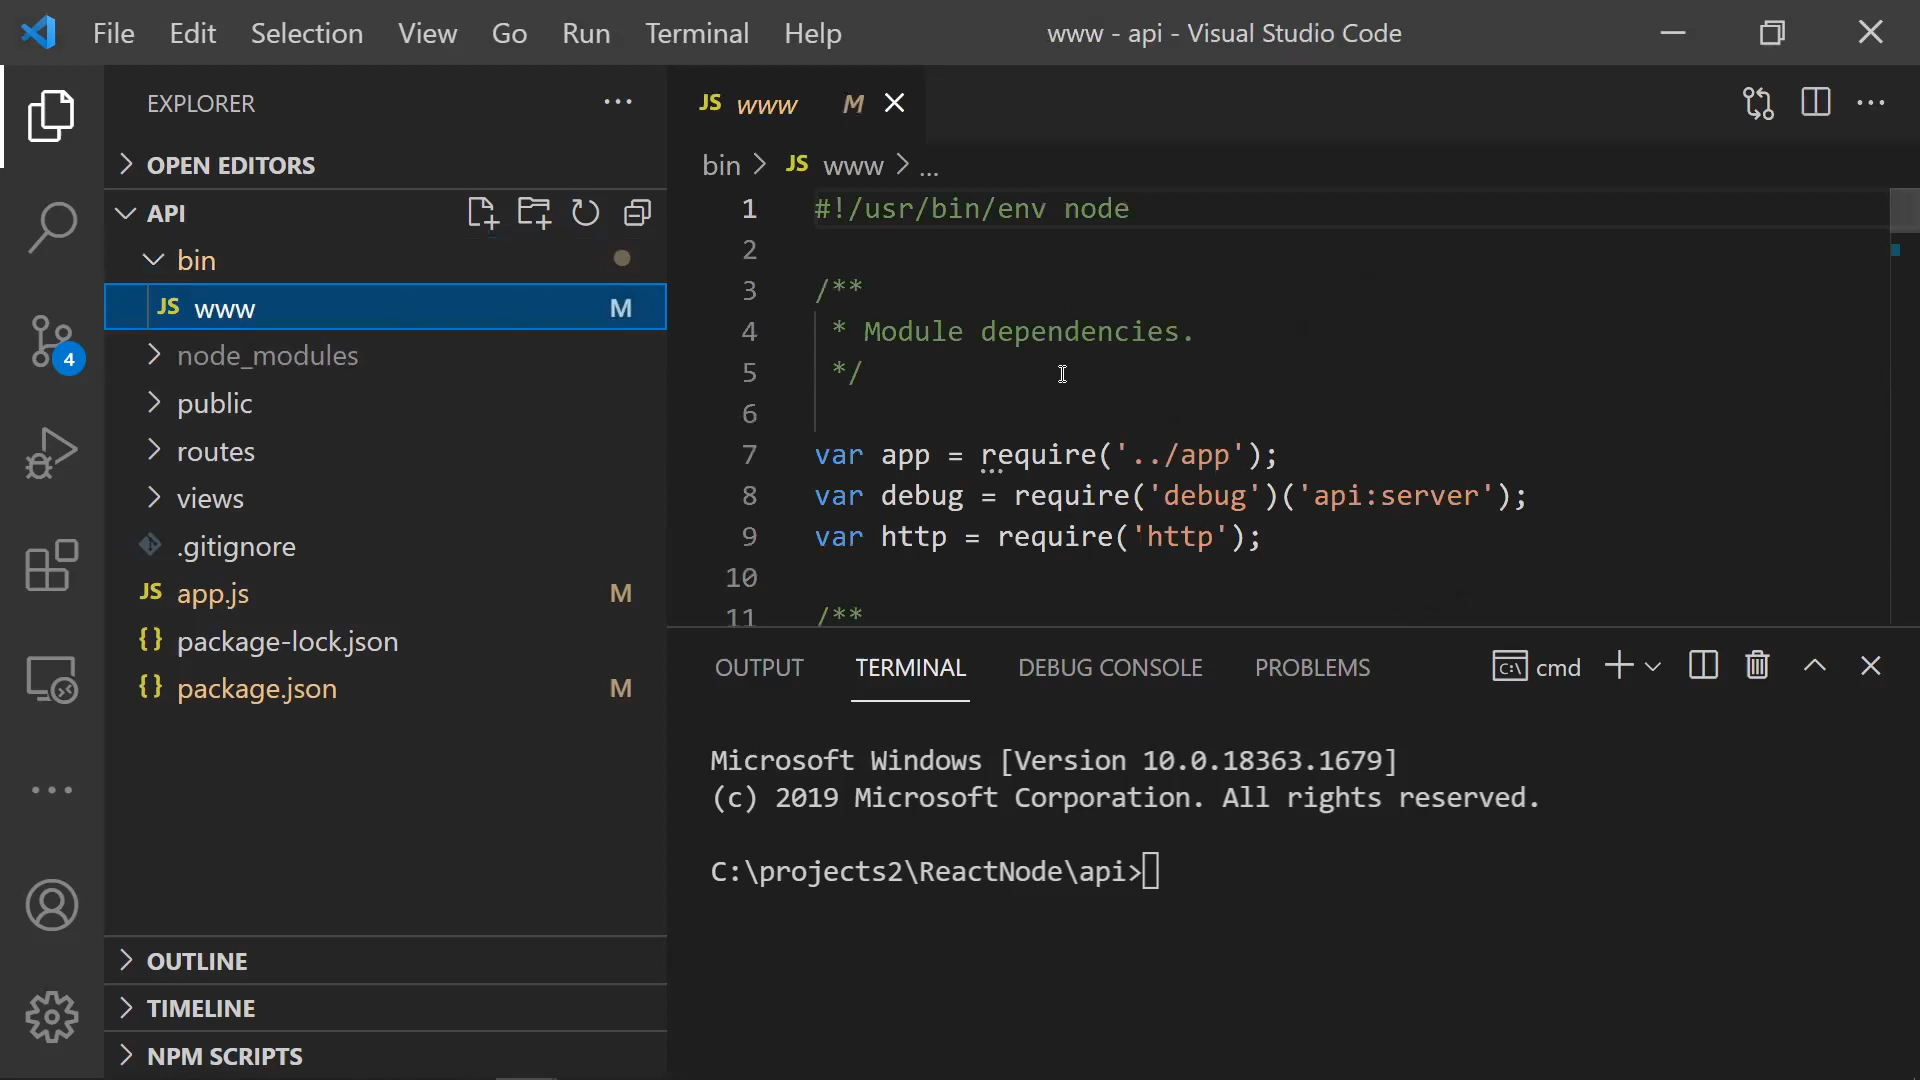 File Edit Selection View Go Run Terminal Help
www - api - Visual Studio Code
EXPLORER
OPEN EDITORS
API
bin
JS www M
node_modules
public
routes
views
.gitignore
JS app.js M
{} package-lock.json
{} package.json M
OUTLINE
TIMELINE
NPM SCRIPTS
4
JS www M
bin > JS www > ...
1 #!/usr/bin/env node
2
3 /**
4 * Module dependencies.
5 */
6
7 var app = require('../app');
8 var debug = require('debug')('api:server');
9 var http = require('http');
10
11 /**
OUTPUT TERMINAL DEBUG CONSOLE PROBLEMS
cmd
Microsoft Windows [Version 10.0.18363.1679]
(c) 2019 Microsoft Corporation. All rights reserved.
C:\projects2\ReactNode\api>